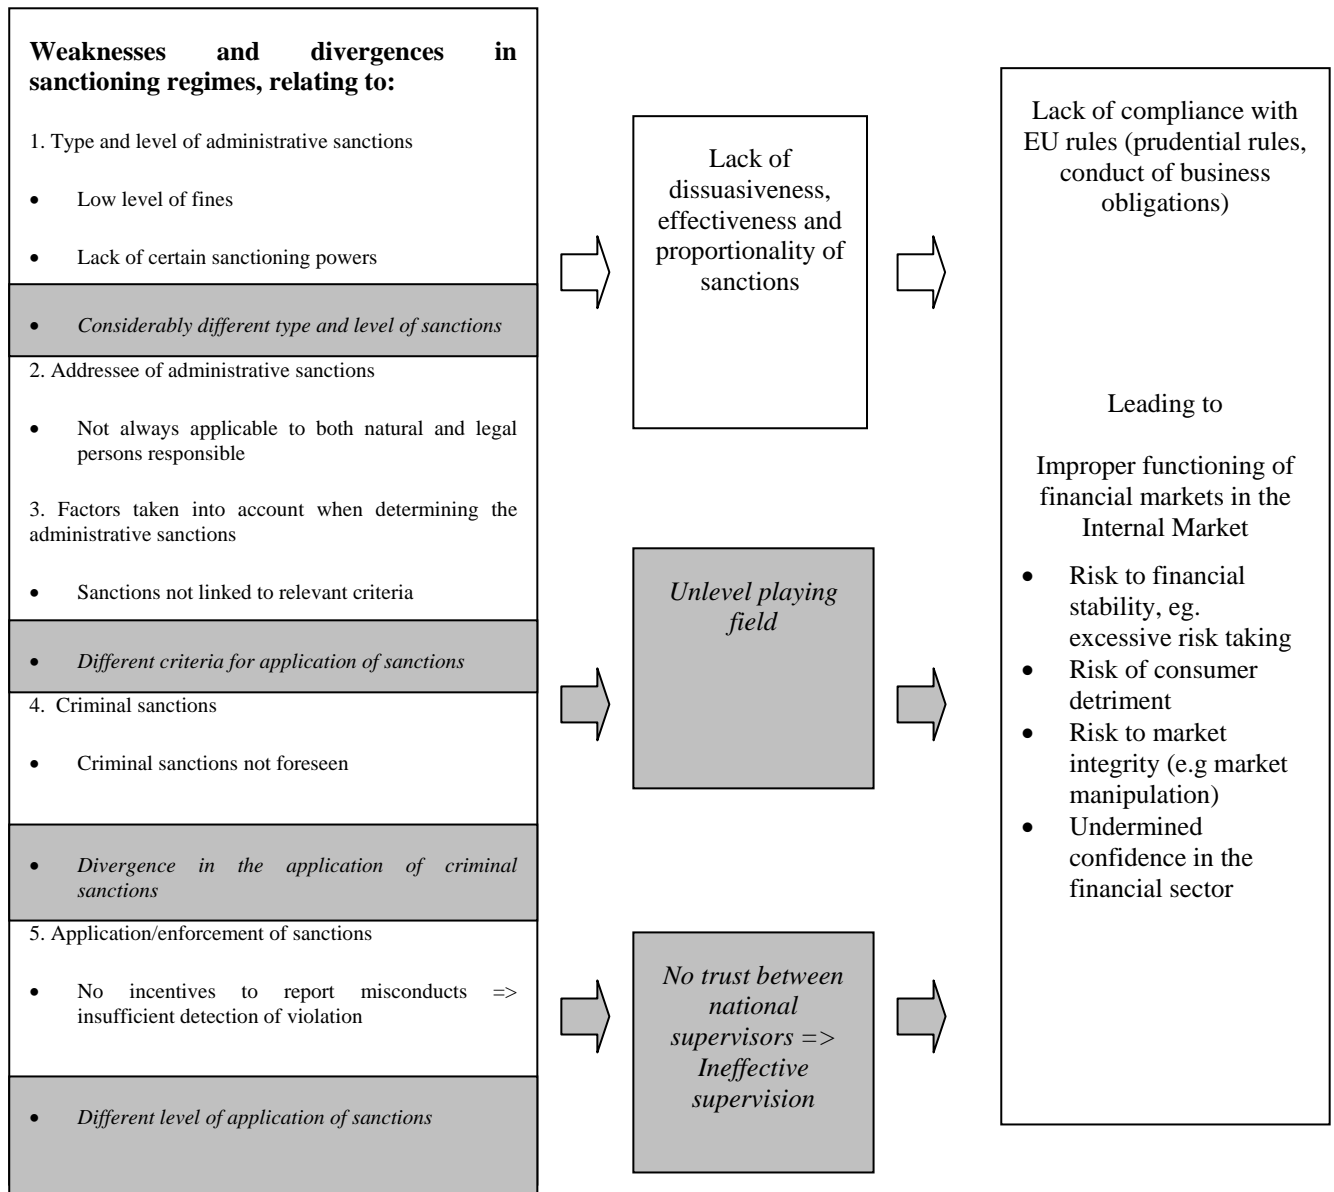 Weaknesses and divergences in
sanctioning regimes, relating to:
1. Type and level of administrative sanctions
• Low level of fines
• Lack of certain sanctioning powers
• Considerably different type and level of sanctions
2. Addressee of administrative sanctions
• Not always applicable to both natural and legal
persons responsible
3. Factors taken into account when determining the
administrative sanctions
• Sanctions not linked to relevant criteria
• Different criteria for application of sanctions
4. Criminal sanctions
• Criminal sanctions not foreseen
• Divergence in the application of criminal
sanctions
5. Application/enforcement of sanctions
• No incentives to report misconducts =>
insufficient detection of violation
• Different level of application of sanctions
Lack of
dissuasiveness,
effectiveness and
proportionality of
sanctions
Unlevel playing
field
No trust between
national
supervisors =>
Ineffective
supervision
Lack of compliance with
EU rules (prudential rules,
conduct of business
obligations)
Leading to
Improper functioning of
financial markets in the
Internal Market
• Risk to financial
stability, eg.
excessive risk taking
• Risk of consumer
detriment
• Risk to market
integrity (e.g market
manipulation)
• Undermined
confidence in the
financial sector